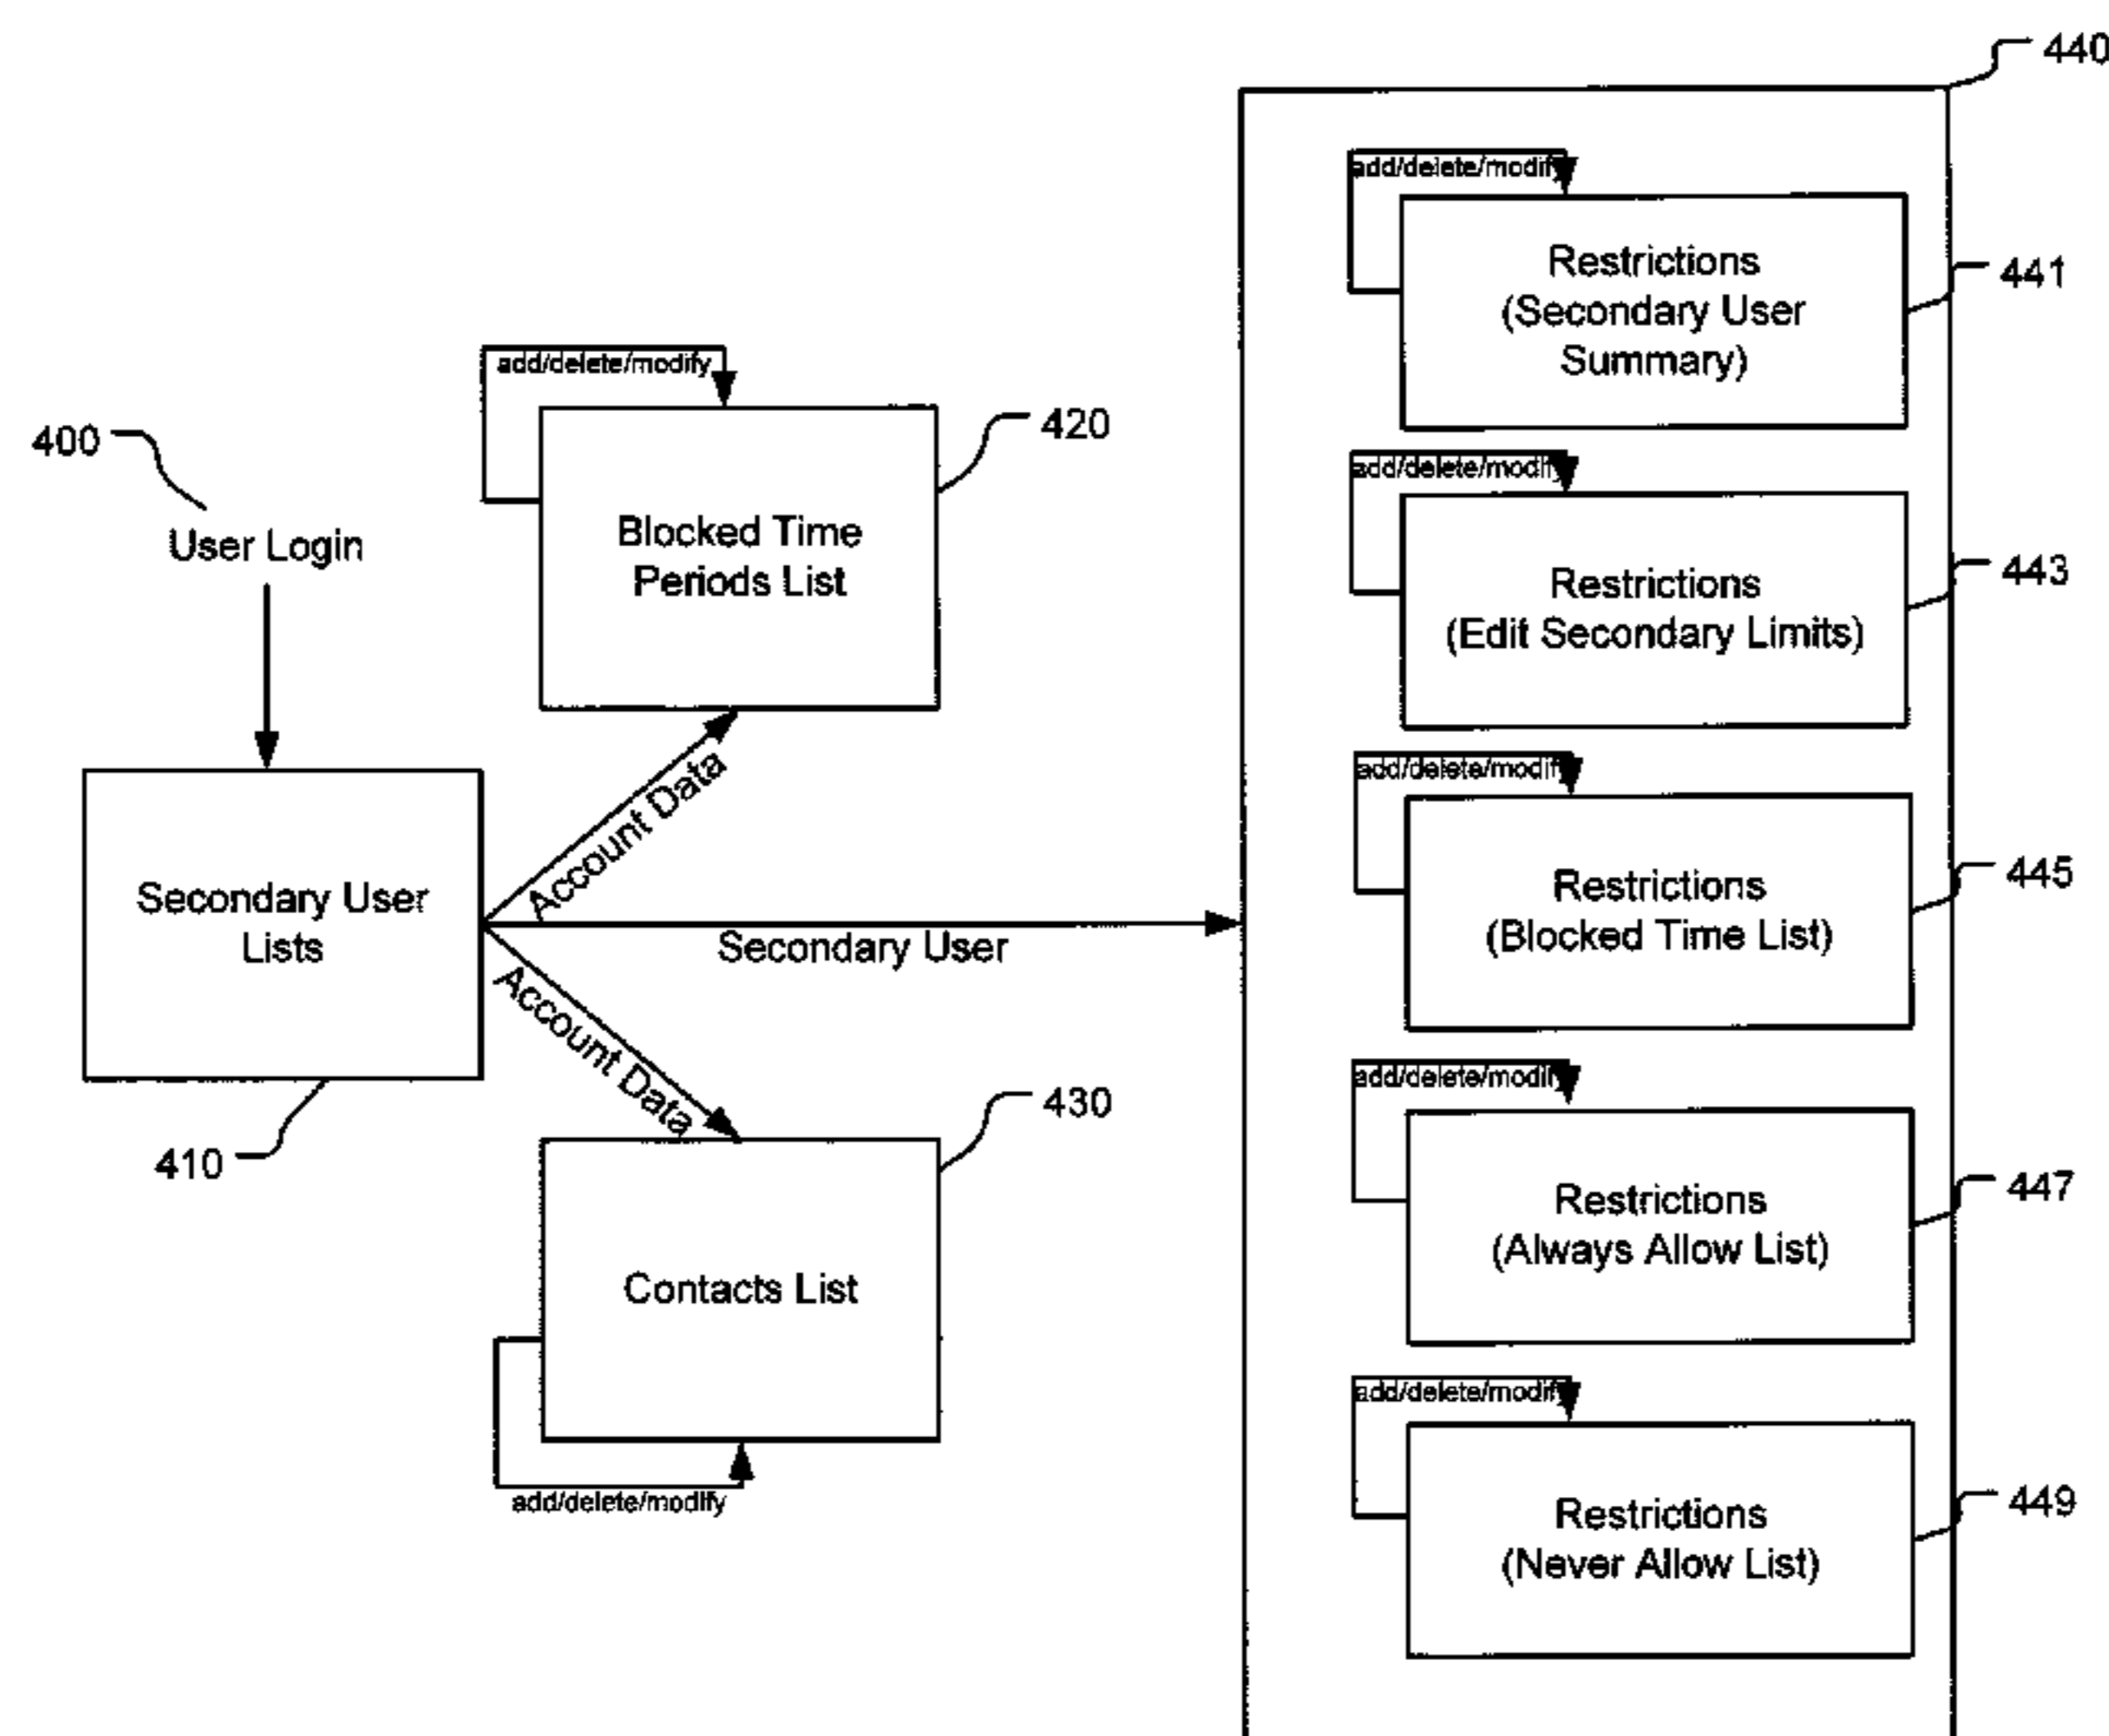 440
add/delete/modify
Restrictions
(Secondary User
Summary)
441
add/delete/modify
400
User Login
Blocked Time
Periods List
420
add/delete/modify
Restrictions
(Edit Secondary Limits)
443
Account Data
add/delete/modify
Restrictions
(Blocked Time List)
445
Secondary User
Lists
410
Secondary User
Account Data
430
Contacts List
add/delete/modify
add/delete/modify
Restrictions
(Always Allow List)
447
add/delete/modify
Restrictions
(Never Allow List)
449